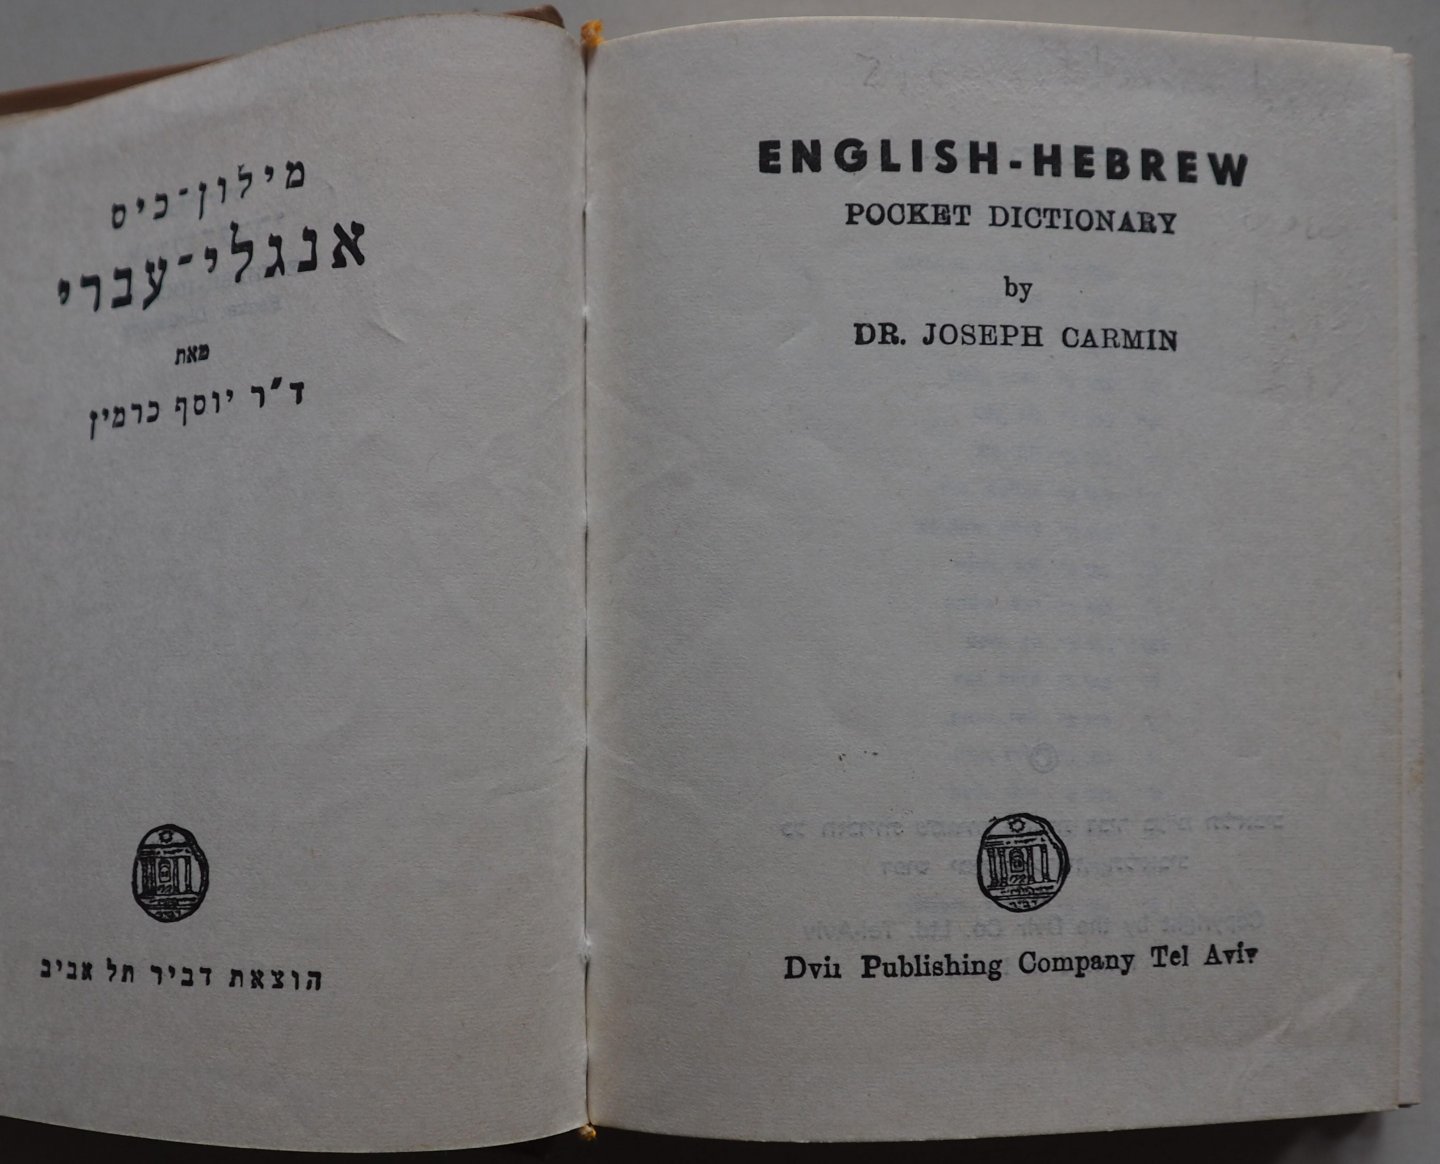 מילון־כיס
אנגלי־עברי
מאת
ד״ר יוסף כרמין
הוצאת דביר תל אביב
ENGLISH-HEBREW
POCKET DICTIONARY
by
DR. JOSEPH CARMIN
Dvir Publishing Company Tel Aviv